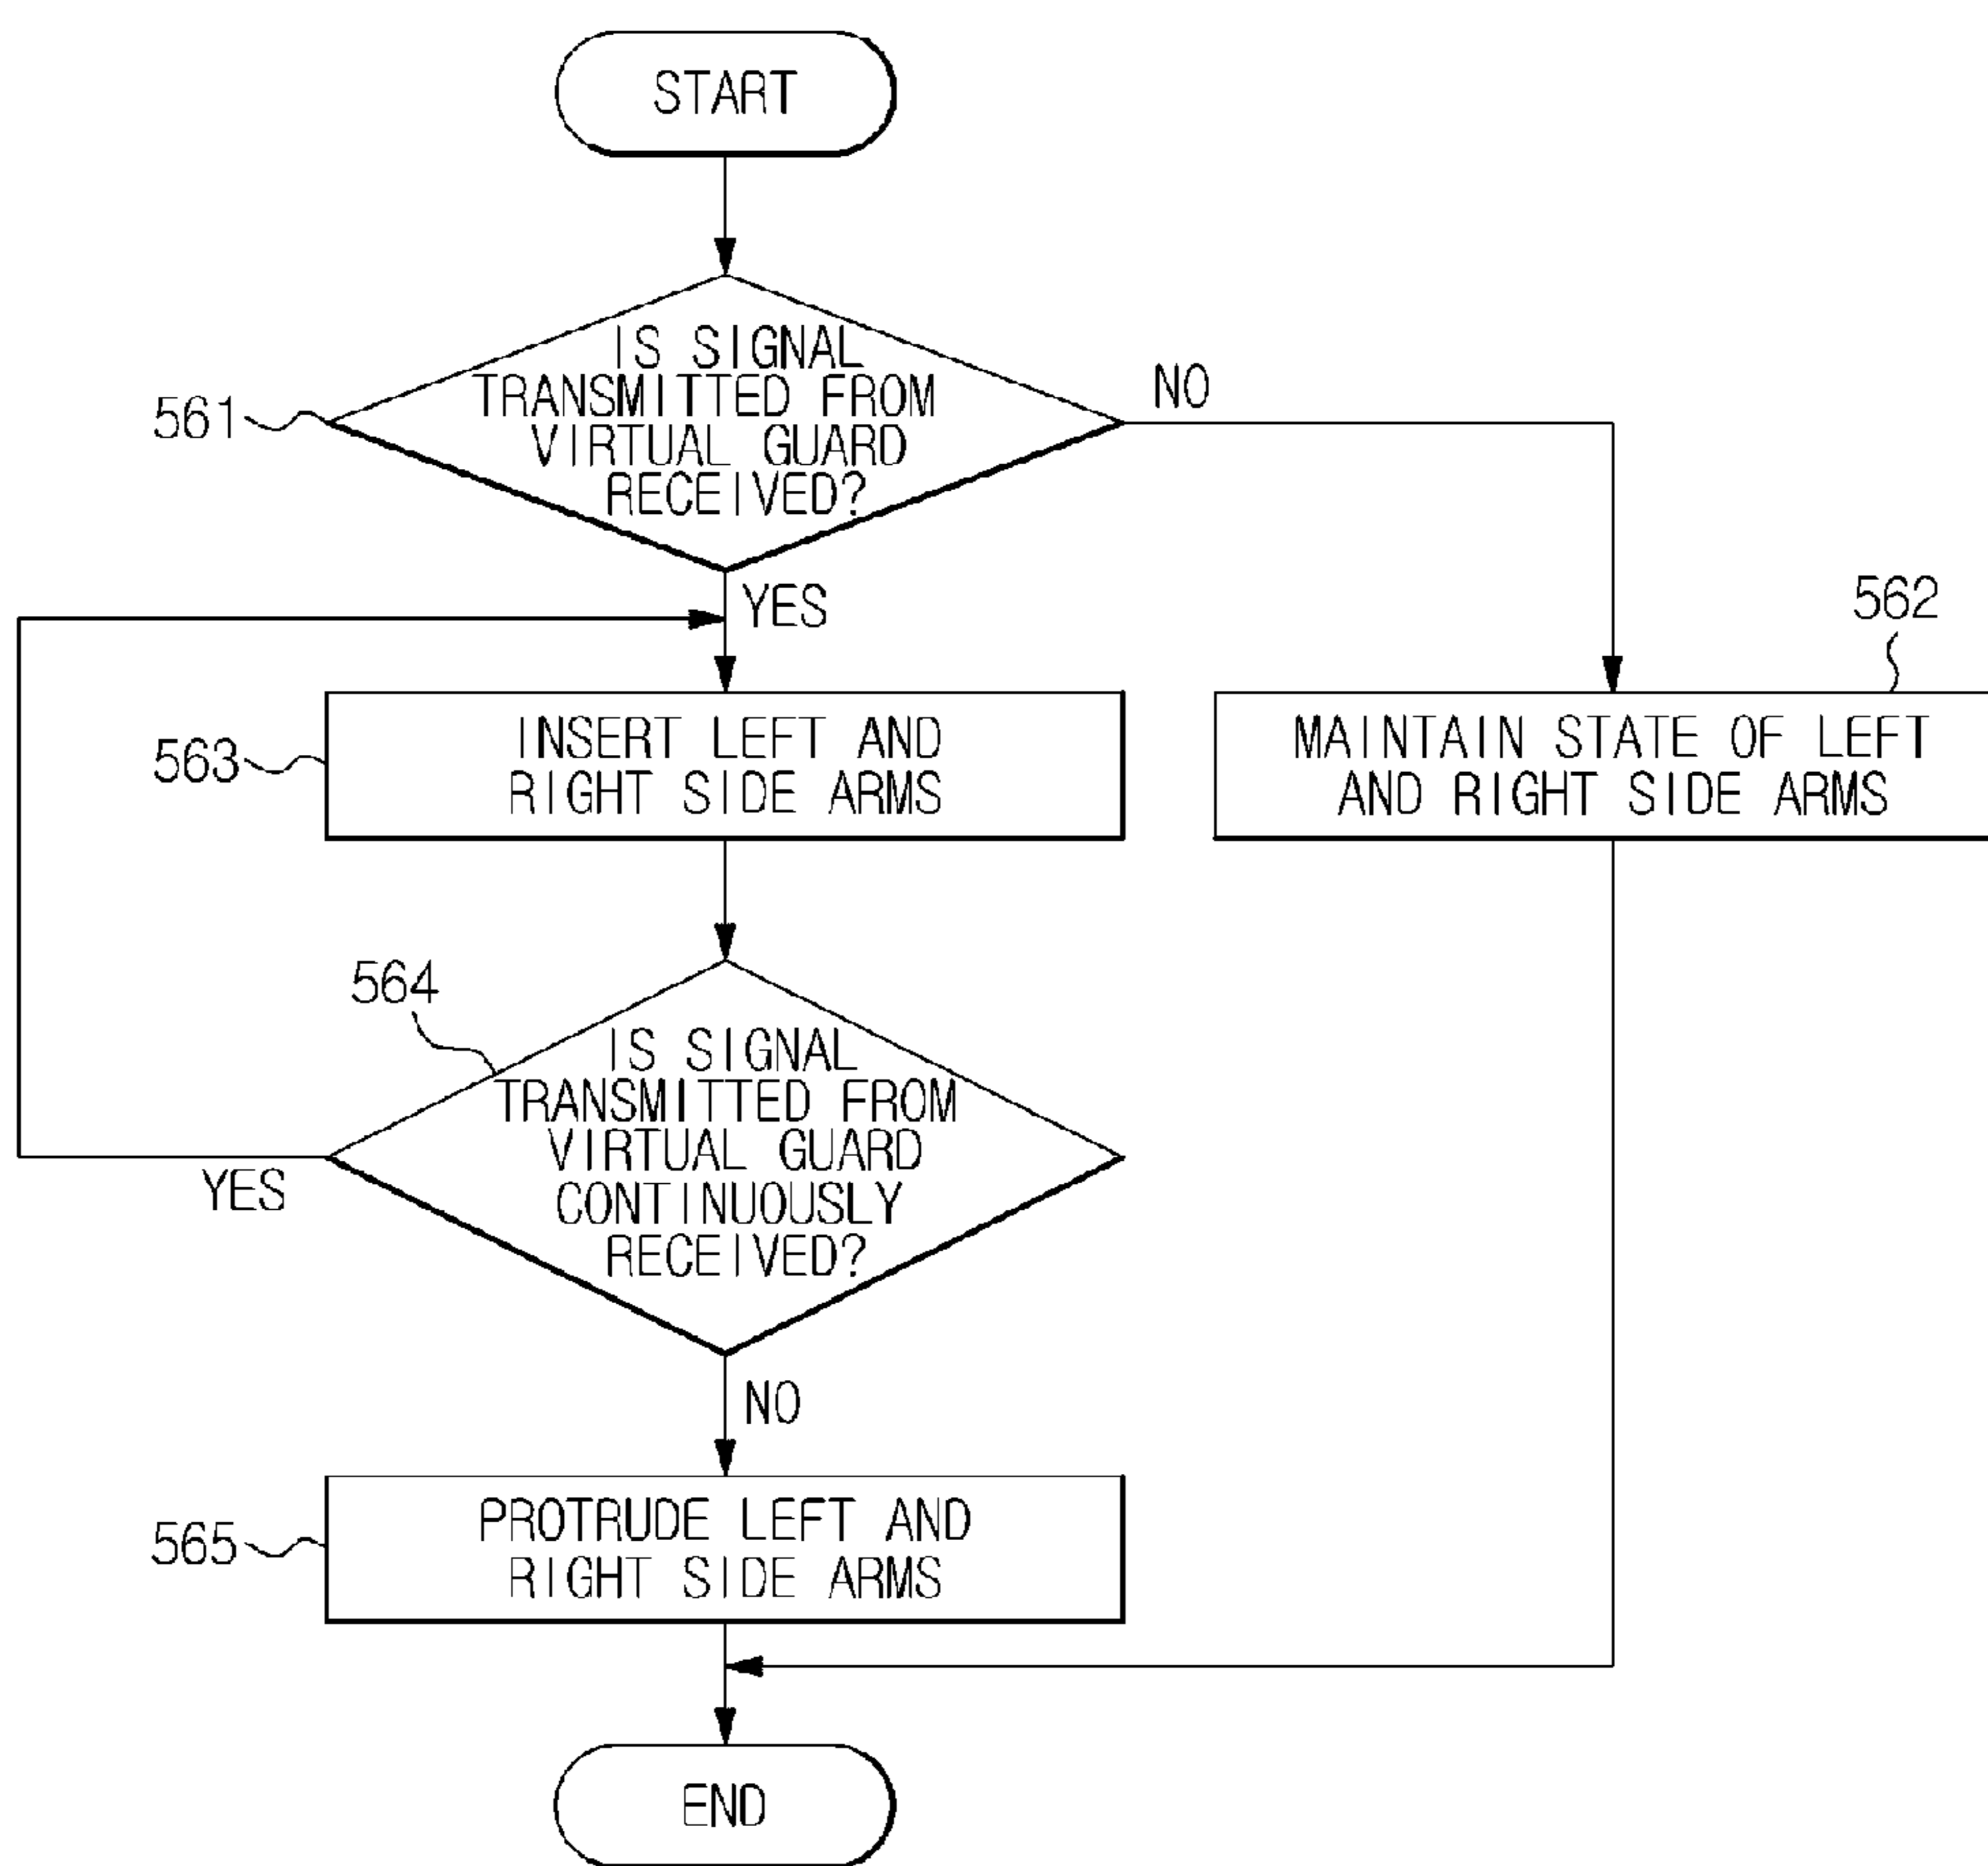 START
IS SIGNAL
TRANSMITTED FROM
VIRTUAL GUARD
RECEIVED?
561
NO
YES
562
563
INSERT LEFT AND
RIGHT SIDE ARMS
MAINTAIN STATE OF LEFT
AND RIGHT SIDE ARMS
564
IS SIGNAL
TRANSMITTED FROM
VIRTUAL GUARD
CONTINUOUSLY
RECEIVED?
YES
NO
565
PROTRUDE LEFT AND
RIGHT SIDE ARMS
END